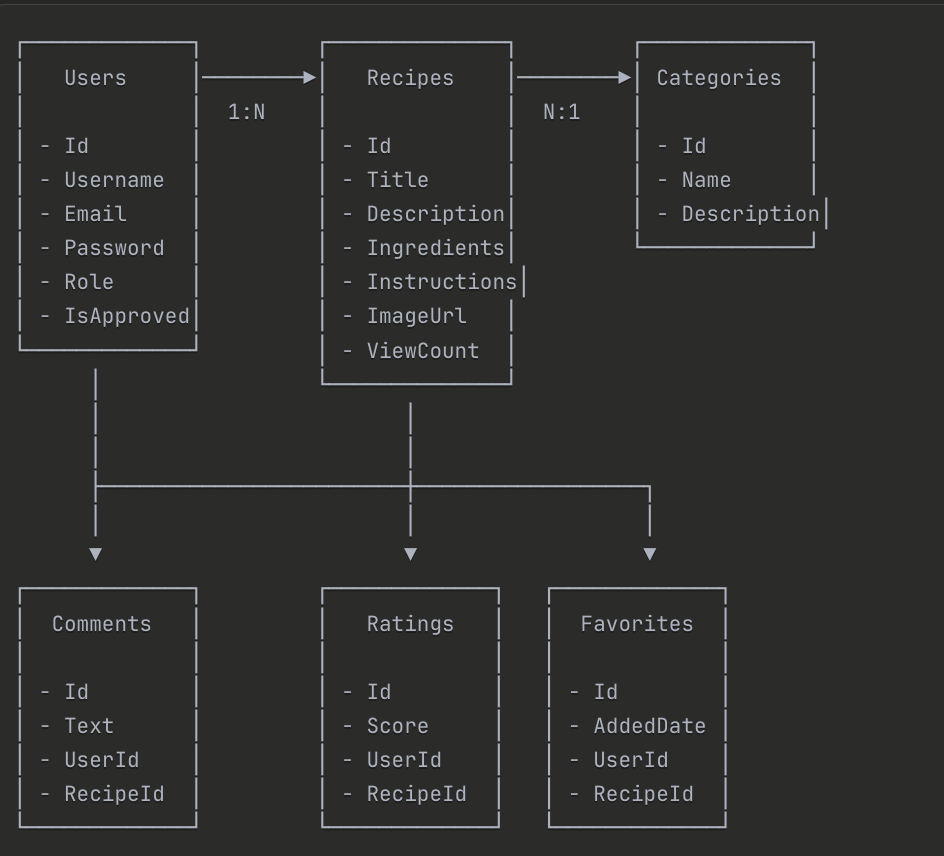 Users Recipes Categories
1:N N:1
- Id - Id - Id
- Username - Title - Name
- Email - Description - Description
- Password - Ingredients
- Role - Instructions
- IsApproved - ImageUrl
- ViewCount
Comments Ratings Favorites
- Id - Id - Id
- Text - Score - AddedDate
- UserId - UserId - UserId
- RecipeId - RecipeId - RecipeId